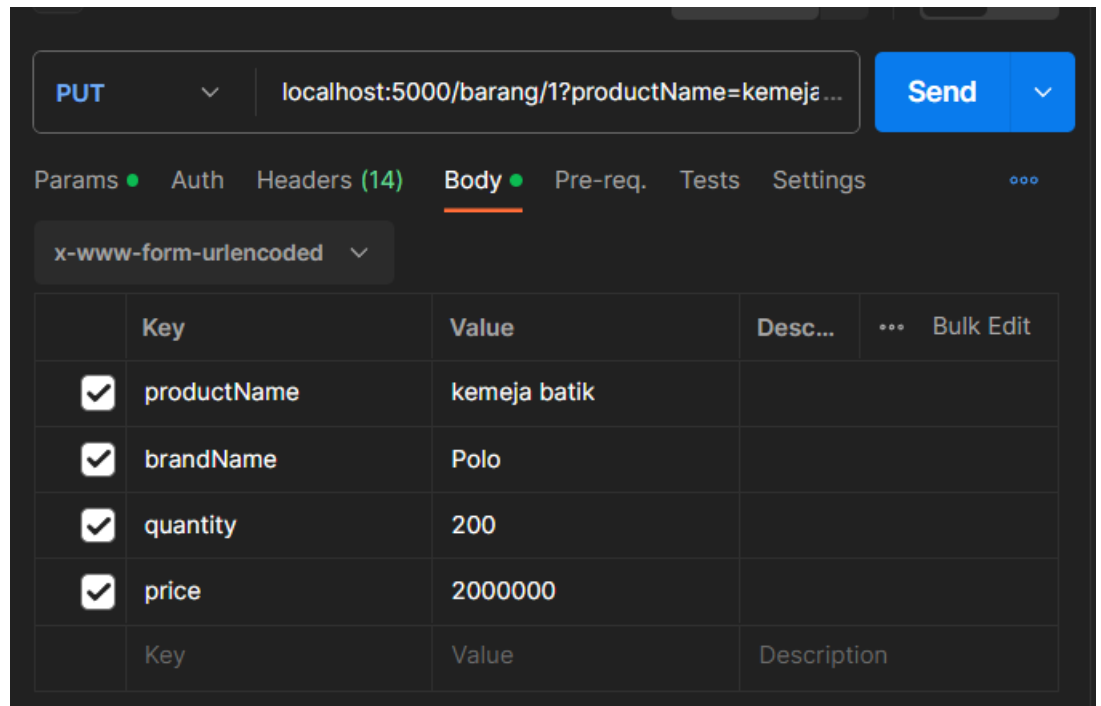 PUT localhost:5000/barang/1?productName=kemeja... Send
Params Auth Headers (14) Body Pre-req. Tests Settings
x-www-form-urlencoded
Key Value Desc... Bulk Edit
productName kemeja batik
brandName Polo
quantity 200
price 2000000
Key Value Description